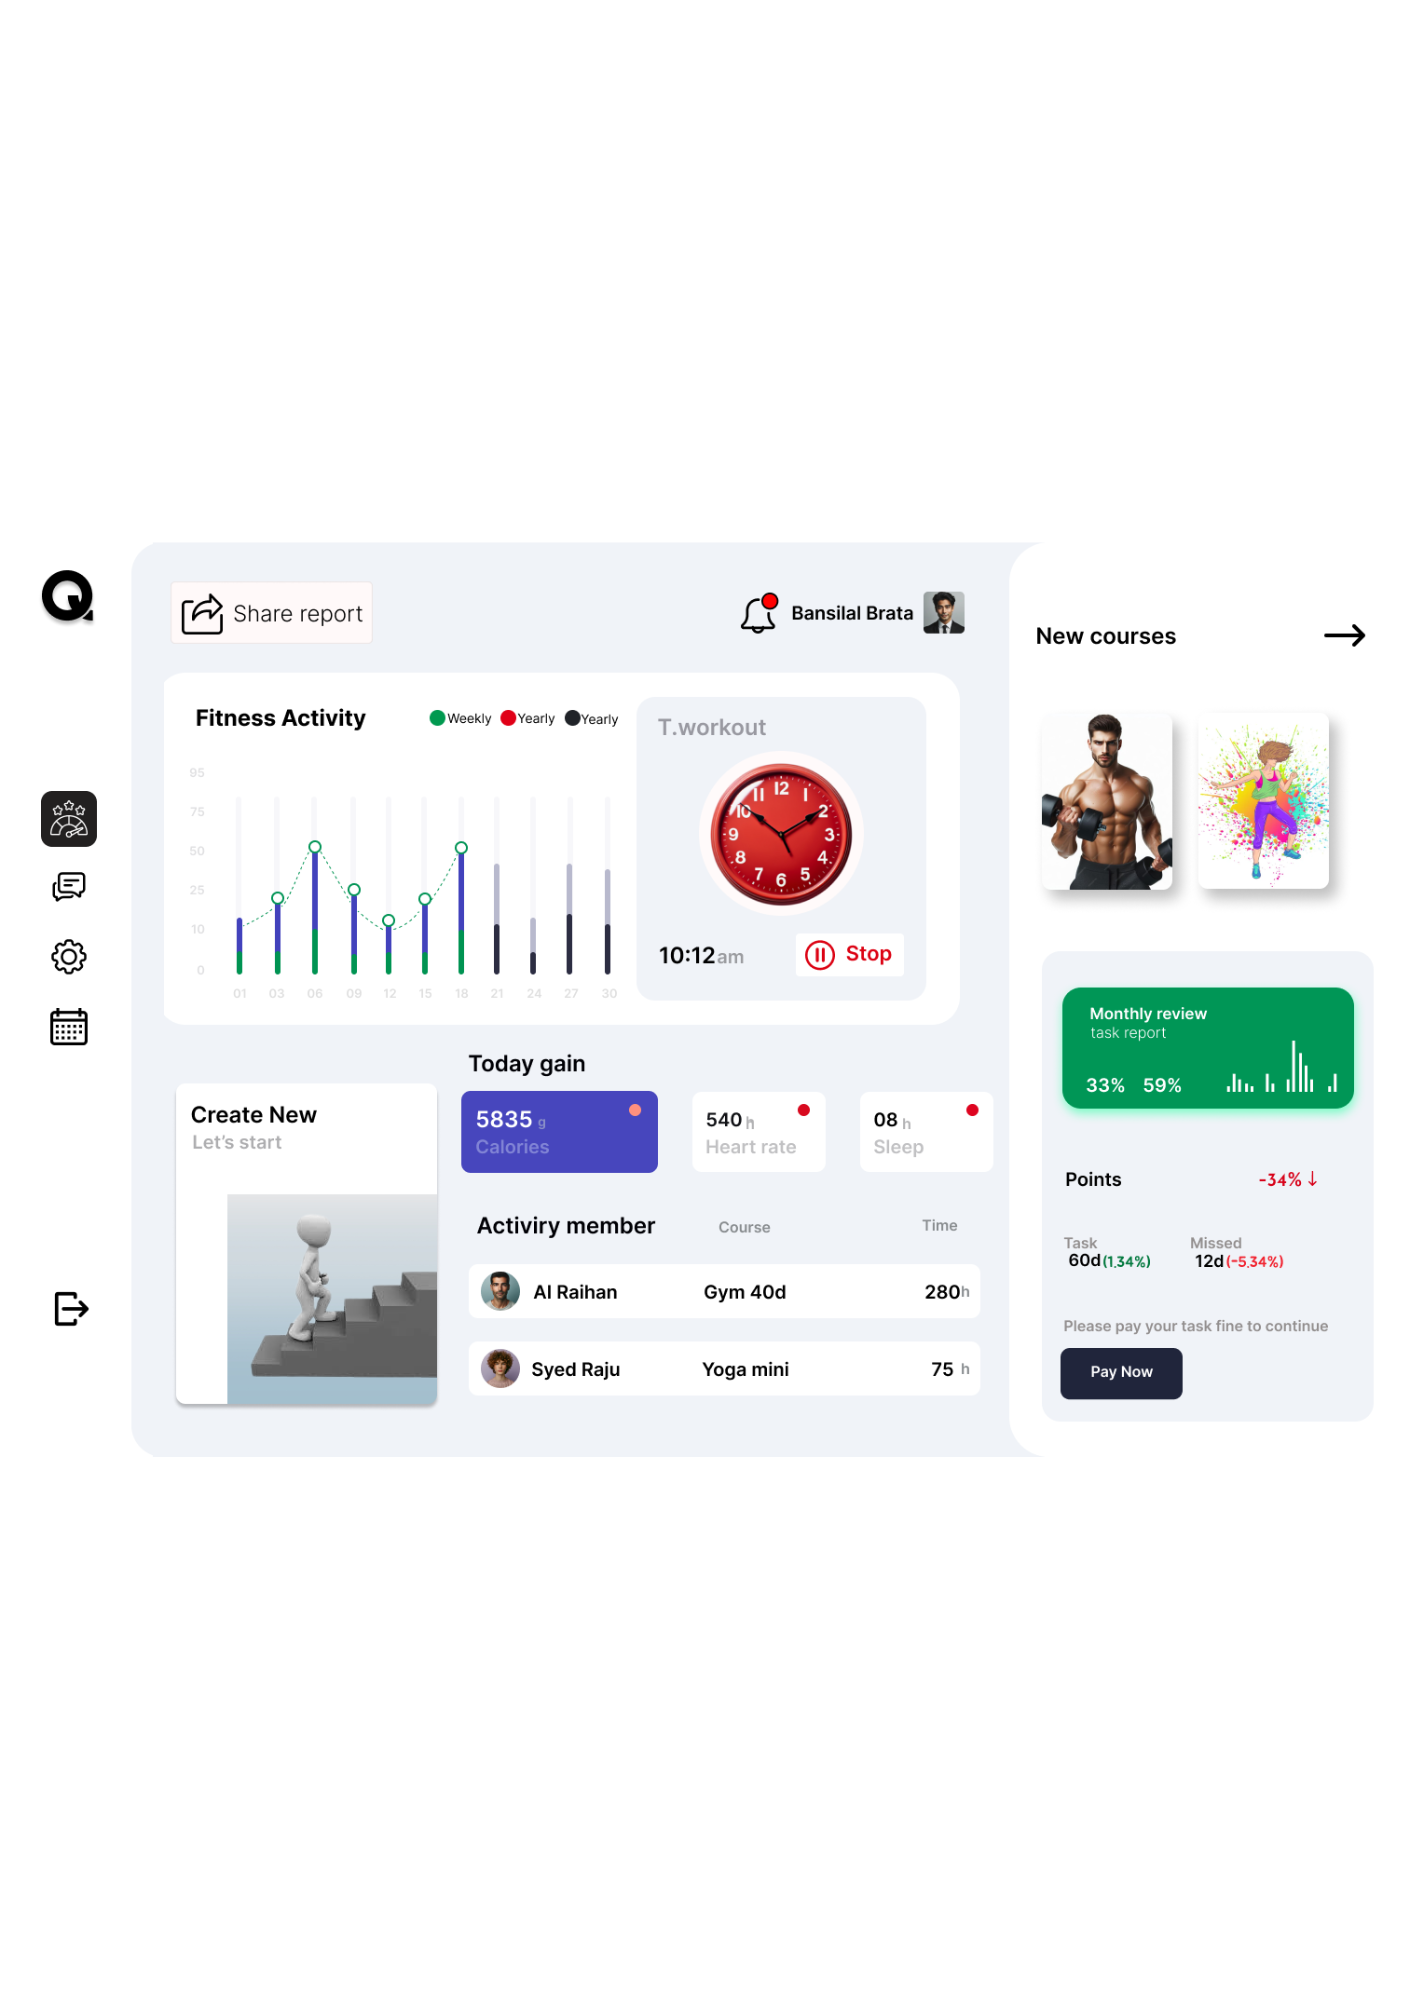 Q
Share report
Bansilal Brata
New courses
Fitness Activity
Weekly Yearly Yearly
T.workout
95
75
50
25
10
0
01 03 06 09 12 15 18 21 24 27 30
12
1
2
3
4
5
6
7
8
9
10
11
10:12am
Stop
Monthly review
task report
33% 59%
Today gain
Create New
Let's start
5835 g
Calories
540 h
Heart rate
08 h
Sleep
Points -34%↓
Activiry member Course Time
Task Missed
60d(1,34%) 12d(-5,34%)
Al Raihan Gym 40d 280h
Please pay your task fine to continue
Syed Raju Yoga mini 75 h
Pay Now